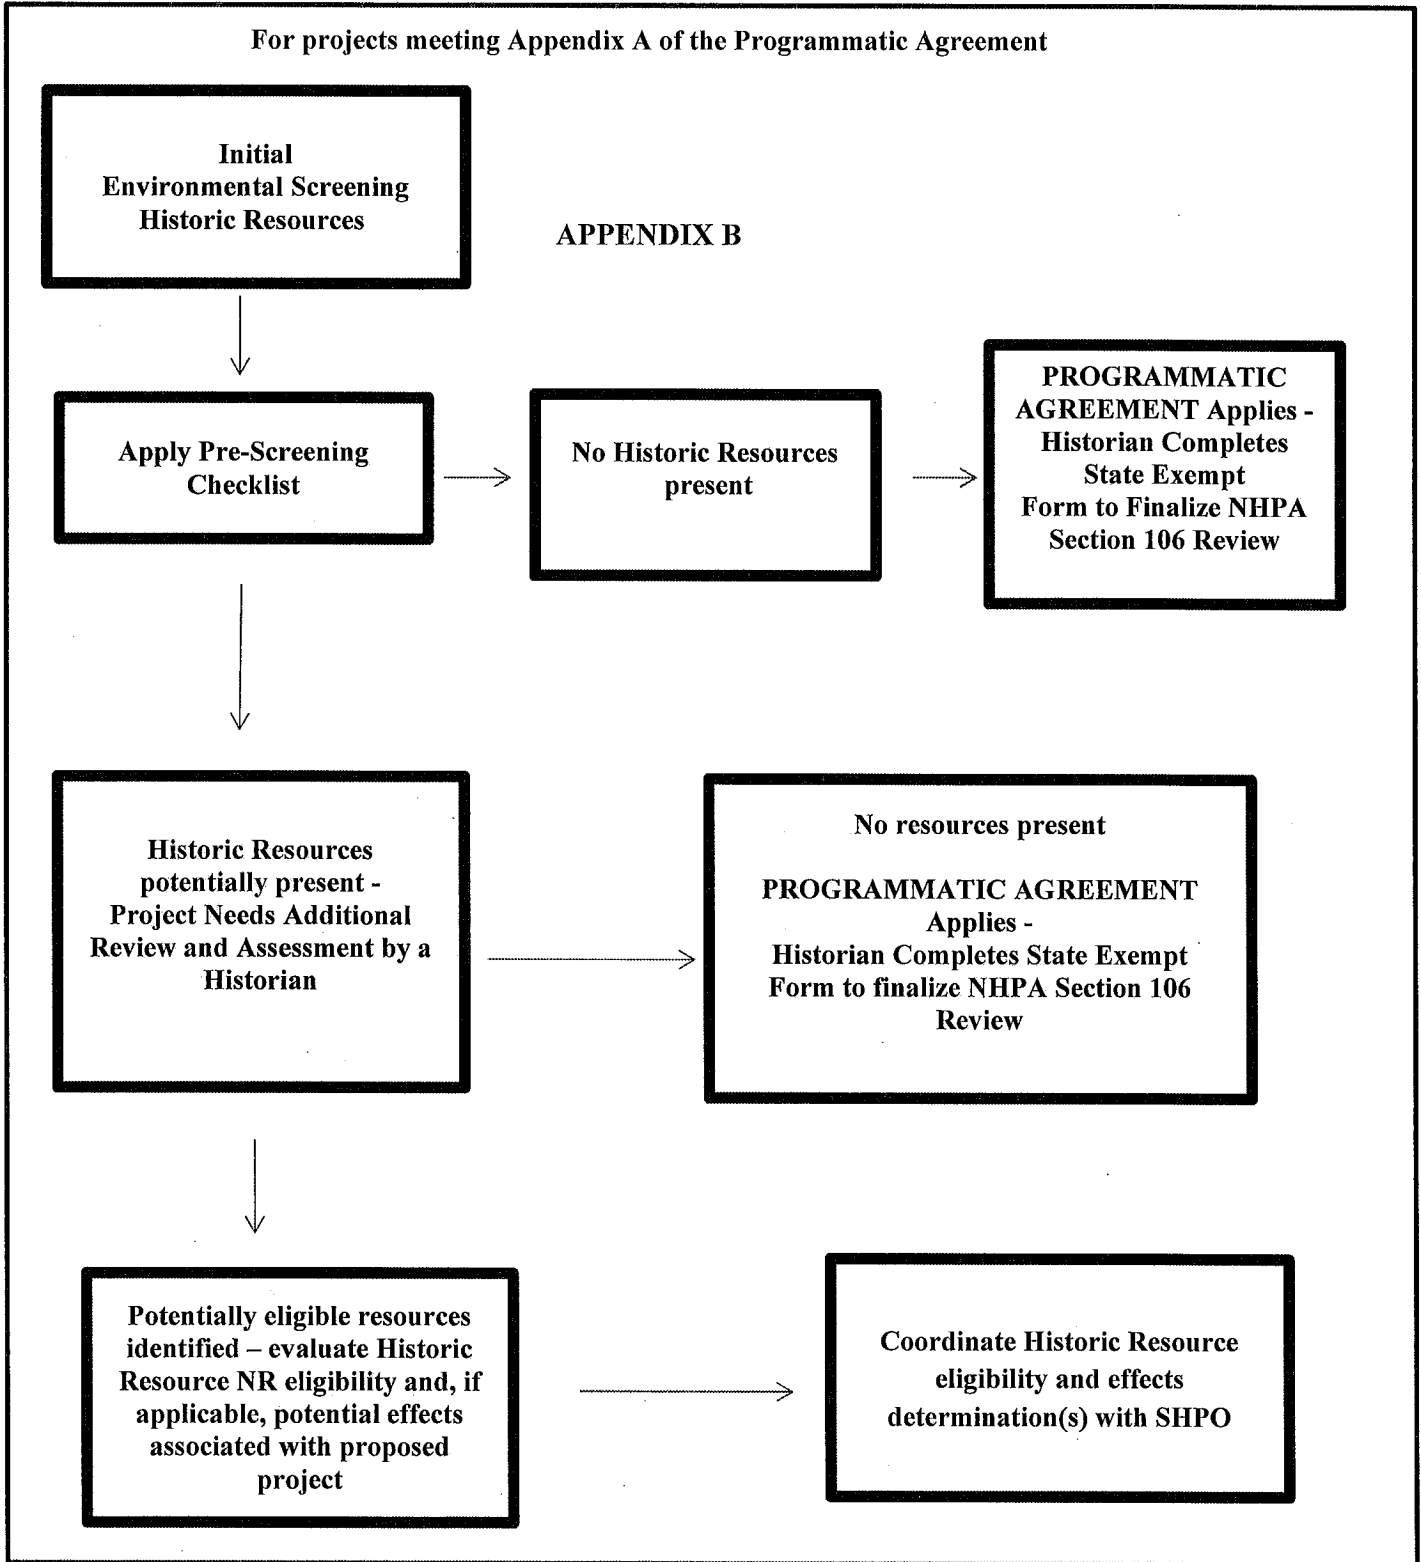 For projects meeting Appendix A of the Programmatic Agreement
Initial
Environmental Screening
Historic Resources
APPENDIX B
Apply Pre-Screening
Checklist
No Historic Resources
present
PROGRAMMATIC
AGREEMENT Applies -
Historian Completes
State Exempt
Form to Finalize NHPA
Section 106 Review
Historic Resources
potentially present -
Project Needs Additional
Review and Assessment by a
Historian
No resources present
PROGRAMMATIC AGREEMENT
Applies -
Historian Completes State Exempt
Form to finalize NHPA Section 106
Review
Potentially eligible resources
identified – evaluate Historic
Resource NR eligibility and, if
applicable, potential effects
associated with proposed
project
Coordinate Historic Resource
eligibility and effects
determination(s) with SHPO